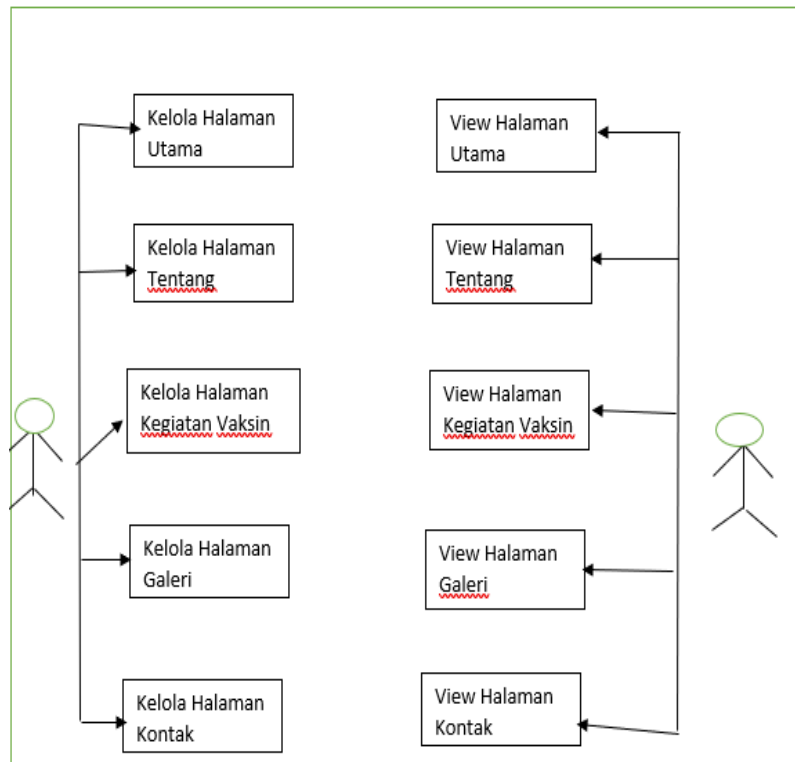 Kelola Halaman
Utama
Kelola Halaman
Tentang
Kelola Halaman
Kegiatan Vaksin
Kelola Halaman
Galeri
Kelola Halaman
Kontak
View Halaman
Utama
View Halaman
Tentang
View Halaman
Kegiatan Vaksin
View Halaman
Galeri
View Halaman
Kontak